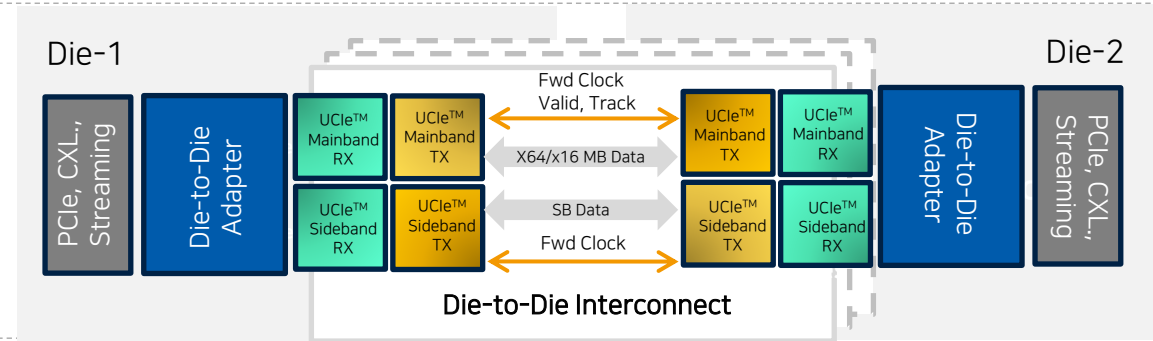 Die-1
Die-2
PCIe, CXL.,
Streaming
Die-to-Die
Adapter
UCIe™
Mainband
RX
UCIe™
Mainband
TX
UCIe™
Sideband
RX
UCIe™
Sideband
TX
Fwd Clock
Valid, Track
X64/x16 MB Data
SB Data
Fwd Clock
UCIe™
Mainband
TX
UCIe™
Mainband
RX
UCIe™
Sideband
TX
UCIe™
Sideband
RX
Die-to-Die
Adapter
PCIe, CXL.,
Streaming
Die-to-Die Interconnect